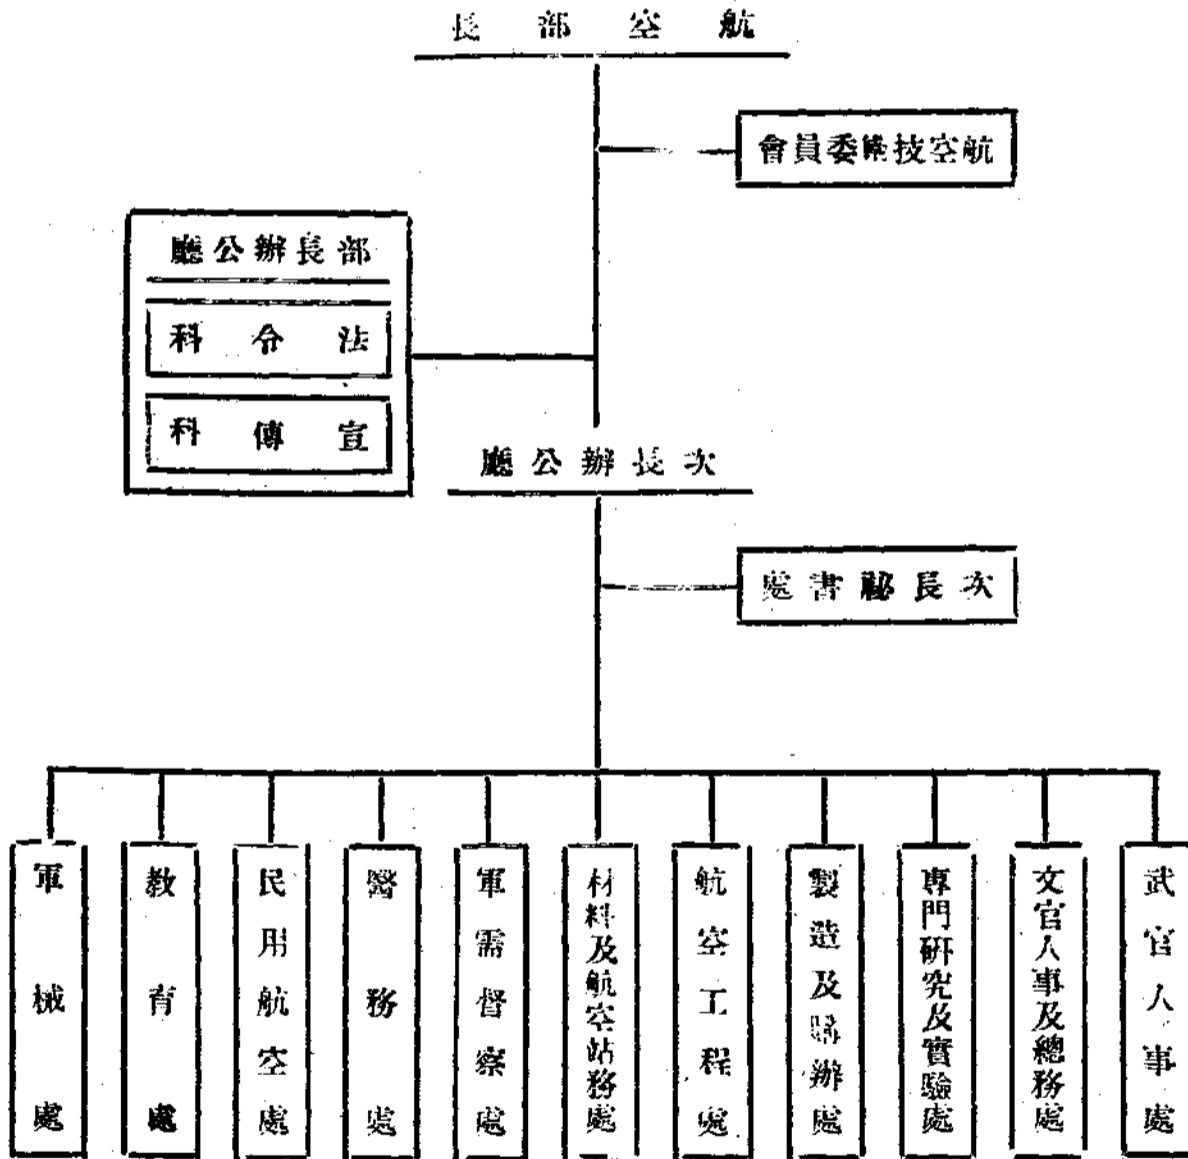 航空部長
航空技術委員會
部長辦公廳
法令科
宣傳科
次長辦公廳
次長祕書處
武官人事處
文官人事及總務處
專門研究及實驗處
製造及購辦處
航空工程處
材料及航空站務處
軍需督察處
醫務處
民用航空處
教育處
軍械處